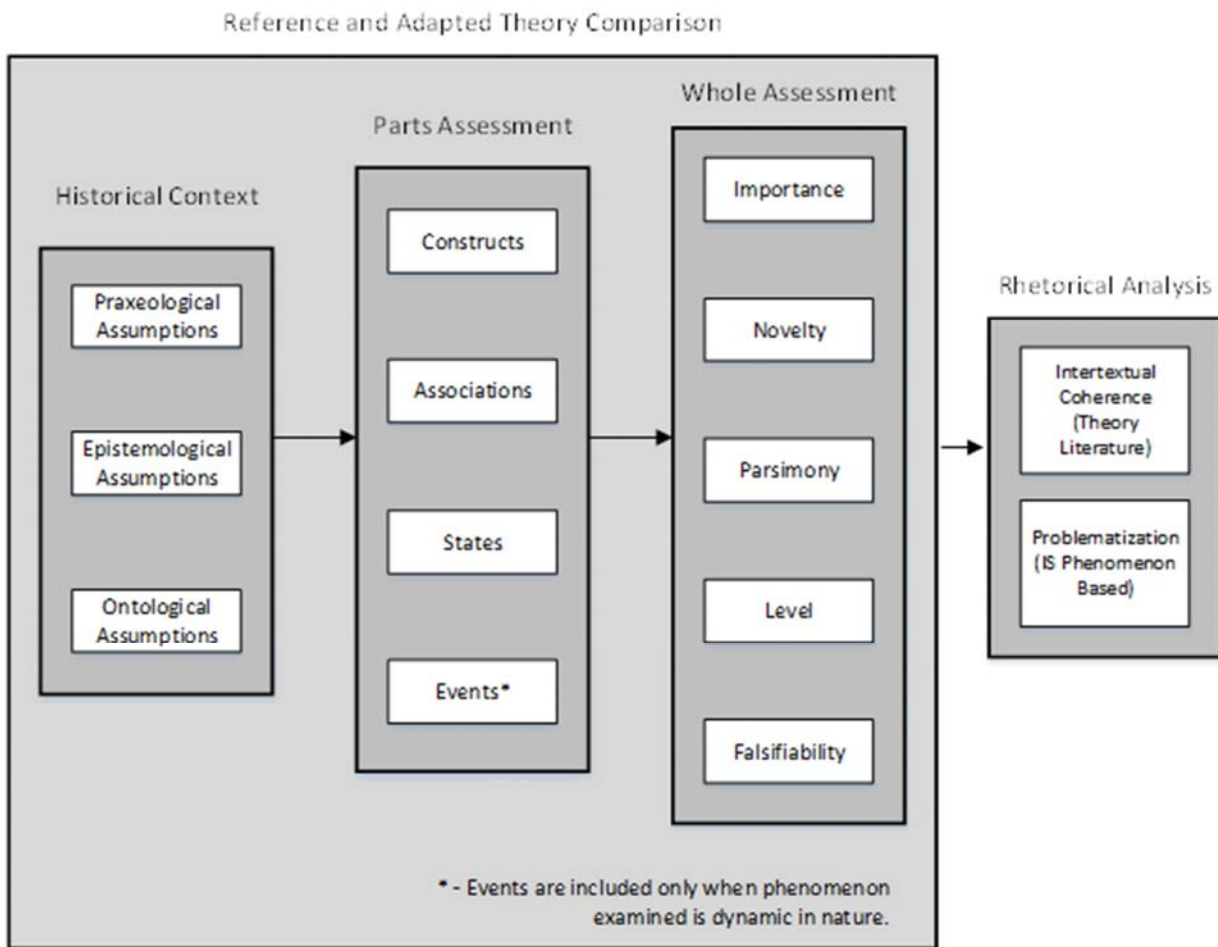 Reference and Adapted Theory Comparison
Historical Context
Praxeological
Assumptions
Epistemological
Assumptions
Ontological
Assumptions
Parts Assessment
Constructs
Associations
States
Events*
Whole Assessment
Importance
Novelty
Parsimony
Level
Falsifiability
* - Events are included only when phenomenon
examined is dynamic in nature.
Rhetorical Analysis
Intertextual
Coherence
(Theory
Literature)
Problematization
(IS Phenomenon
Based)